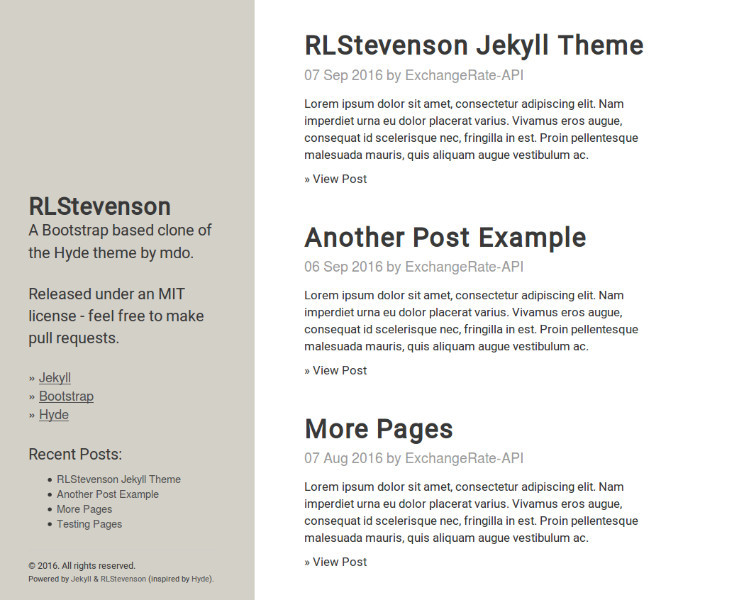 RLStevenson
A Bootstrap based clone of
the Hyde theme by mdo.
Released under an MIT
license - feel free to make
pull requests.
» Jekyll
» Bootstrap
» Hyde
Recent Posts:
• RLStevenson Jekyll Theme
• Another Post Example
• More Pages
• Testing Pages
© 2016. All rights reserved.
Powered by Jekyll & RLStevenson (inspired by Hyde).
RLStevenson Jekyll Theme
07 Sep 2016 by ExchangeRate-API
Lorem ipsum dolor sit amet, consectetur adipiscing elit. Nam
imperdiet urna eu dolor placerat varius. Vivamus eros augue,
consequat id scelerisque nec, fringilla in est. Proin pellentesque
malesuada mauris, quis aliquam augue vestibulum ac.
» View Post
Another Post Example
06 Sep 2016 by ExchangeRate-API
Lorem ipsum dolor sit amet, consectetur adipiscing elit. Nam
imperdiet urna eu dolor placerat varius. Vivamus eros augue,
consequat id scelerisque nec, fringilla in est. Proin pellentesque
malesuada mauris, quis aliquam augue vestibulum ac.
» View Post
More Pages
07 Aug 2016 by ExchangeRate-API
Lorem ipsum dolor sit amet, consectetur adipiscing elit. Nam
imperdiet urna eu dolor placerat varius. Vivamus eros augue,
consequat id scelerisque nec, fringilla in est. Proin pellentesque
malesuada mauris, quis aliquam augue vestibulum ac.
» View Post